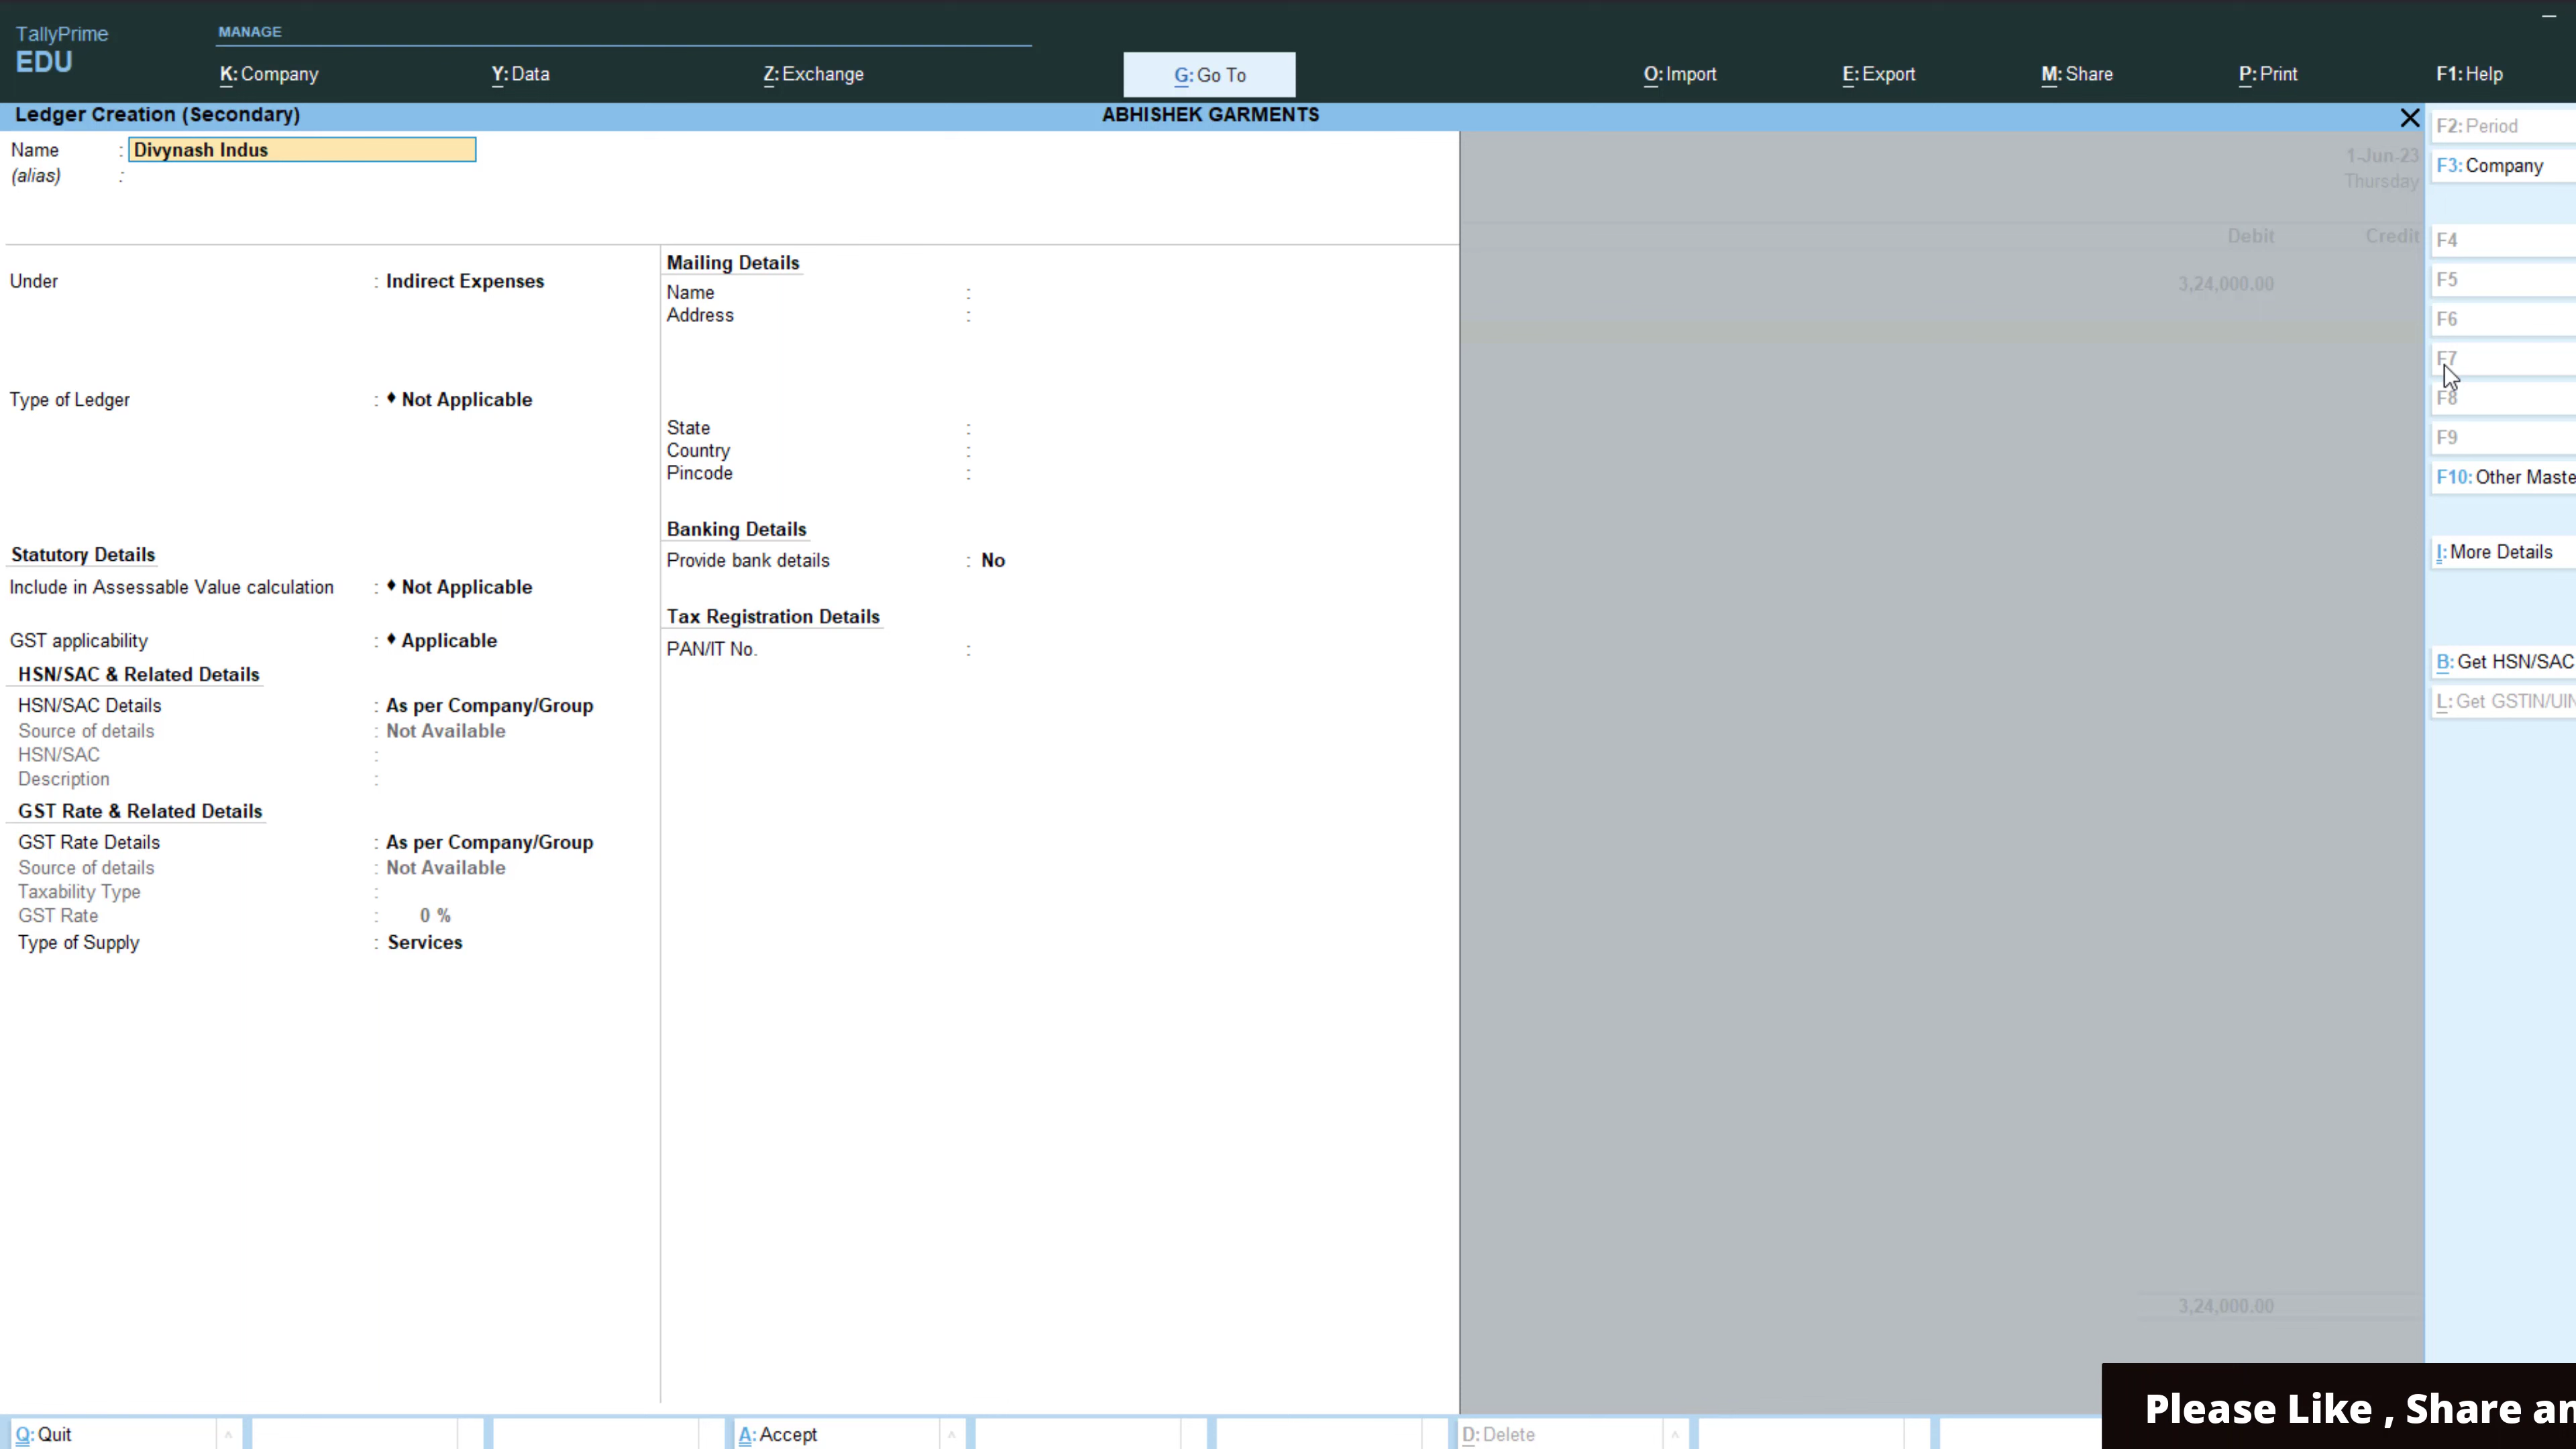 TallyPrime
EDU
MANAGE
K: Company
Y: Data
Z: Exchange
G: Go To
O: Import
E: Export
M: Share
P: Print
F1: Help
Ledger Creation (Secondary)
ABHISHEK GARMENTS
Name : Divynash Indus
(alias) :
Under : Indirect Expenses
Type of Ledger : ♦ Not Applicable
Statutory Details
Include in Assessable Value calculation : ♦ Not Applicable
GST applicability : ♦ Applicable
HSN/SAC & Related Details
HSN/SAC Details : As per Company/Group
Source of details : Not Available
HSN/SAC :
Description :
GST Rate & Related Details
GST Rate Details : As per Company/Group
Source of details : Not Available
Taxability Type :
GST Rate : 0 %
Type of Supply : Services
Mailing Details
Name :
Address :
State :
Country :
Pincode :
Banking Details
Provide bank details : No
Tax Registration Details
PAN/IT No. :
1-Jun-23
Thursday
Debit Credit
3,24,000.00
3,24,000.00
F2: Period
F3: Company
F4
F5
F6
F7
F8
F9
F10: Other Maste
I: More Details
B: Get HSN/SAC
L: Get GSTIN/UIN
Please Like , Share an
Q: Quit
A: Accept
D: Delete